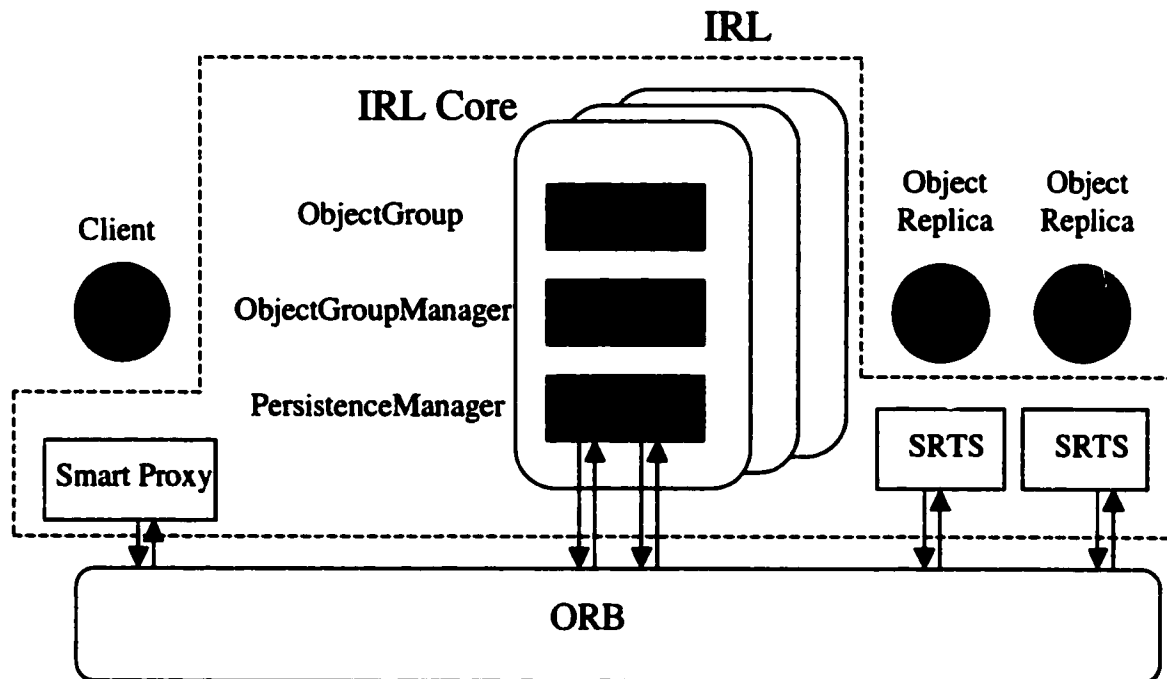 IRL
IRL Core
Client
ObjectGroup
ObjectGroupManager
PersistenceManager
Object
Replica
Object
Replica
Smart Proxy
SRTS
SRTS
ORB